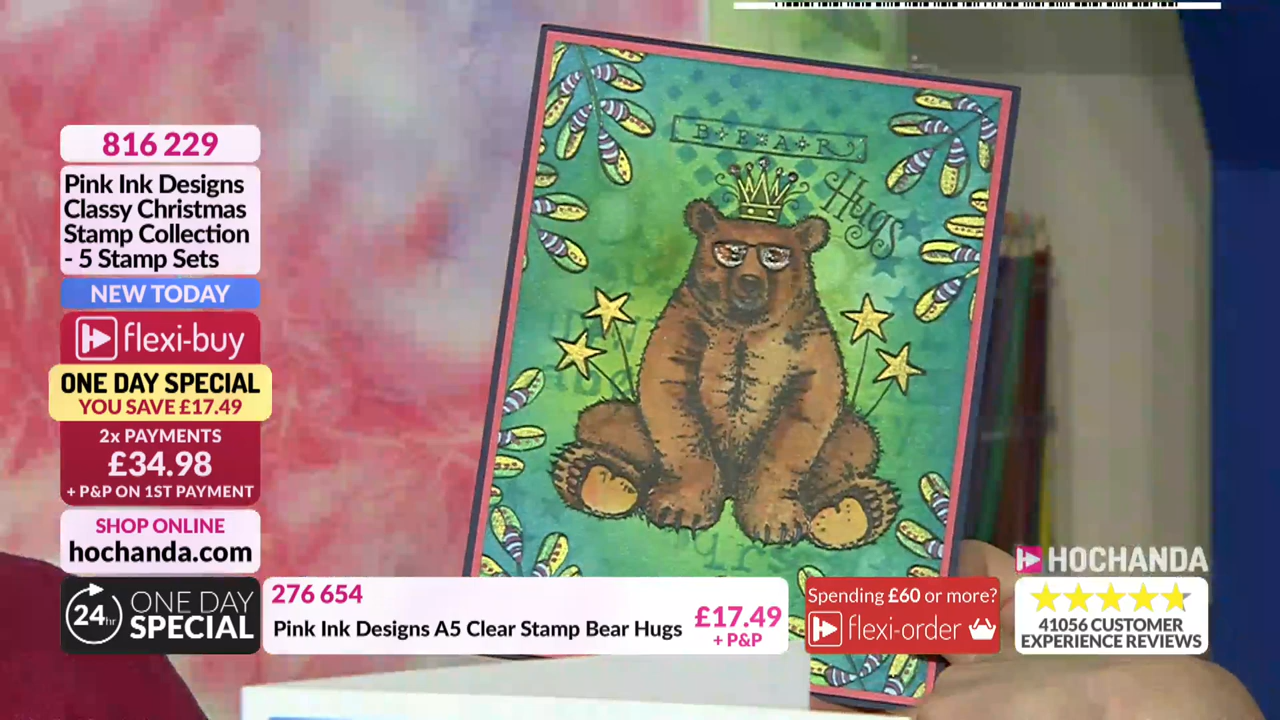 816 229
Pink Ink Designs
Classy Christmas
Stamp Collection
- 5 Stamp Sets
NEW TODAY
flexi-buy
ONE DAY SPECIAL
YOU SAVE £17.49
2x PAYMENTS
£34.98
+ P&P ON 1ST PAYMENT
SHOP ONLINE
hochanda.com
B·E·A·R
Hugs
24hr ONE DAY
SPECIAL
276 654
Pink Ink Designs A5 Clear Stamp Bear Hugs
£17.49
+ P&P
Spending £60 or more?
flexi-order
HOCHANDA
41056 CUSTOMER
EXPERIENCE REVIEWS